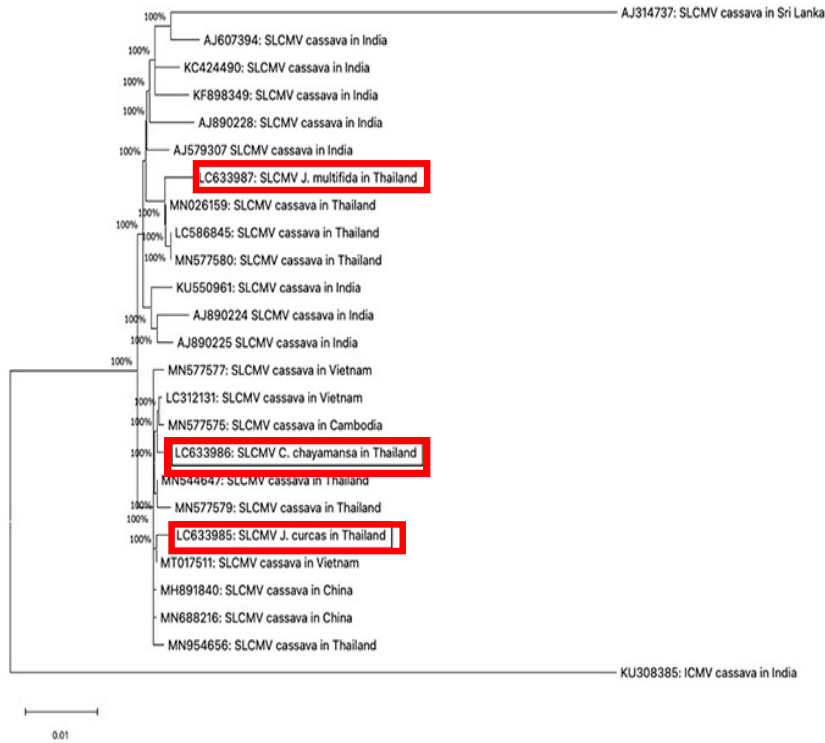 AJ314737: SLCMV cassava in Sri Lanka
100%
AJ607394: SLCMV cassava in India
100%
KC424490: SLCMV cassava in India
100%
KF898349: SLCMV cassava in India
100%
AJ890228: SLCMV cassava in India
100%
AJ579307 SLCMV cassava in India
LC633987: SLCMV J. multifida in Thailand
MN026159: SLCMV cassava in Thailand
100%
100%
LC586845: SLCMV cassava in Thailand
100%
100%
MN577580: SLCMV cassava in Thailand
KU550961: SLCMV cassava in India
AJ890224 SLCMV cassava in India
100%
AJ890225 SLCMV cassava in India
100%
100%
MN577577: SLCMV cassava in Vietnam
LC312131: SLCMV cassava in Vietnam
100%
MN577575: SLCMV cassava in Cambodia
100%
LC633986: SLCMV C. chayamansa in Thailand
100%
MN544647: SLCMV cassava in Thailand
MN577579: SLCMV cassava in Thailand
100%
100%
LC633985: SLCMV J. curcas in Thailand
100%
MT017511: SLCMV cassava in Vietnam
MH891840: SLCMV cassava in China
MN688216: SLCMV cassava in China
MN954656: SLCMV cassava in Thailand
KU308385: ICMV cassava in India
0.01